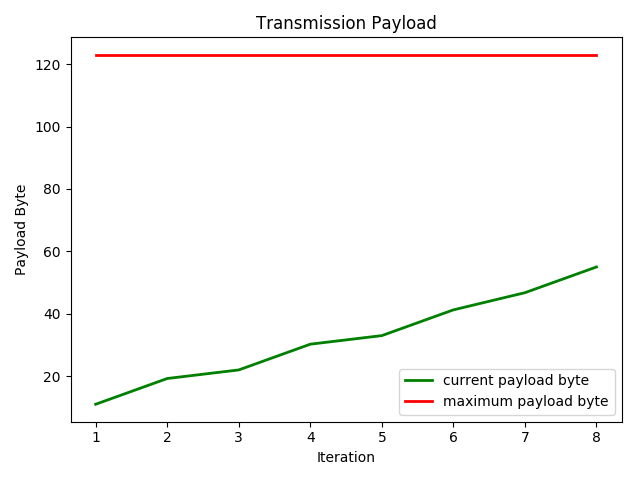 Transmission Payload
Payload Byte
120
100
80
60
40
20
current payload byte
maximum payload byte
1 2 3 4 5 6 7 8
Iteration